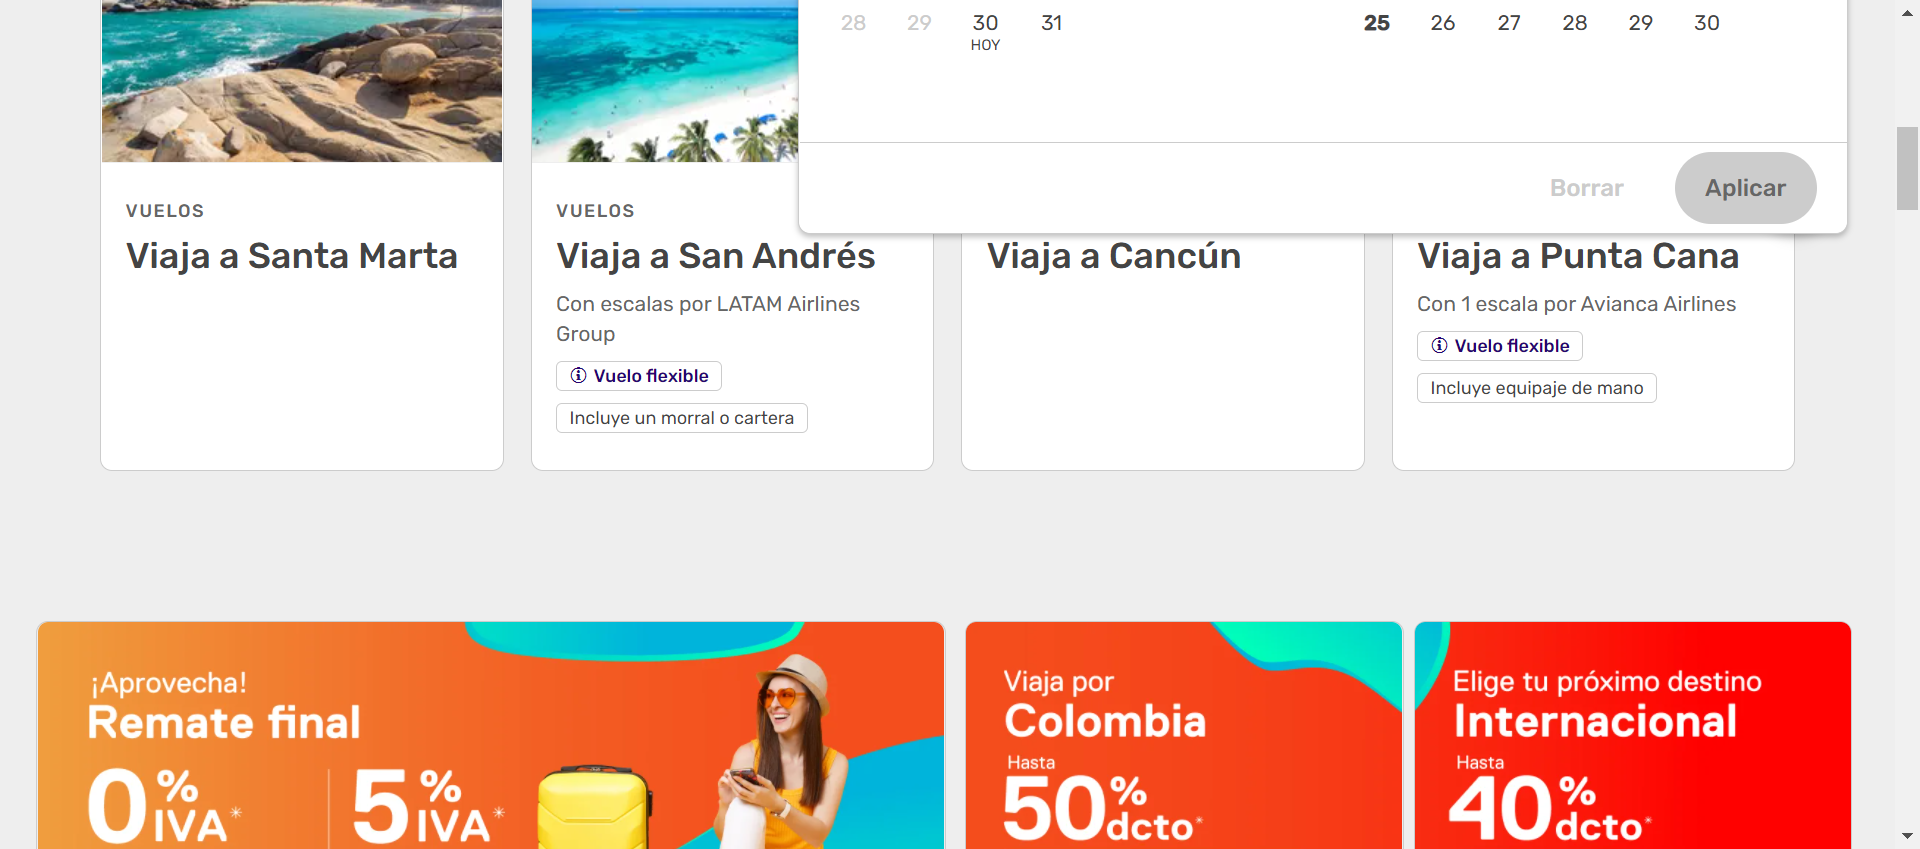 28 29 30 31
HOY
25 26 27 28 29 30
Borrar Aplicar
VUELOS
Viaja a Santa Marta
VUELOS
Viaja a San Andrés
Con escalas por LATAM Airlines
Group
Vuelo flexible
Incluye un morral o cartera
Viaja a Cancún
Viaja a Punta Cana
Con 1 escala por Avianca Airlines
Vuelo flexible
Incluye equipaje de mano
¡Aprovecha!
Remate final
0% IVA* 5% IVA*
Viaja por
Colombia
Hasta
50% dcto*
Elige tu próximo destino
Internacional
Hasta
40% dcto*